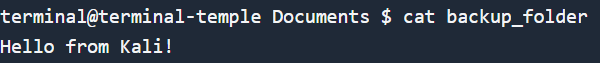 terminal@terminal-temple Documents $ cat backup_folder
Hello from Kali!